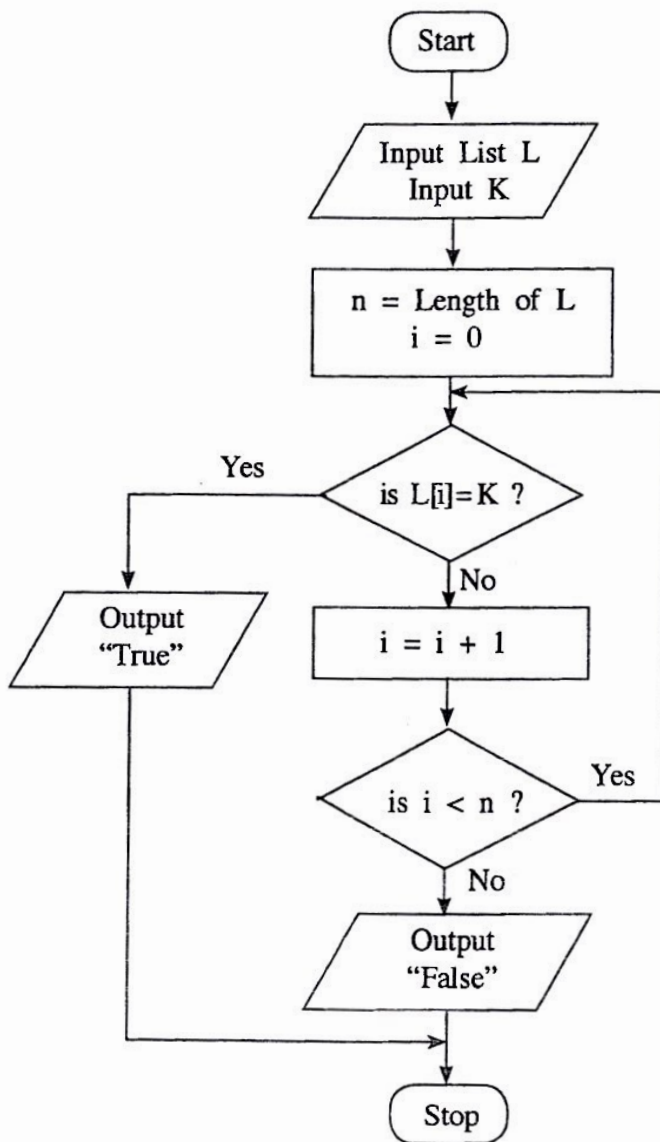 Start
Input List L
Input K
n = Length of L
i = 0
is L[i]=K ?
Yes
No
Output
“True”
i = i + 1
is i < n ?
Yes
No
Output
“False”
Stop